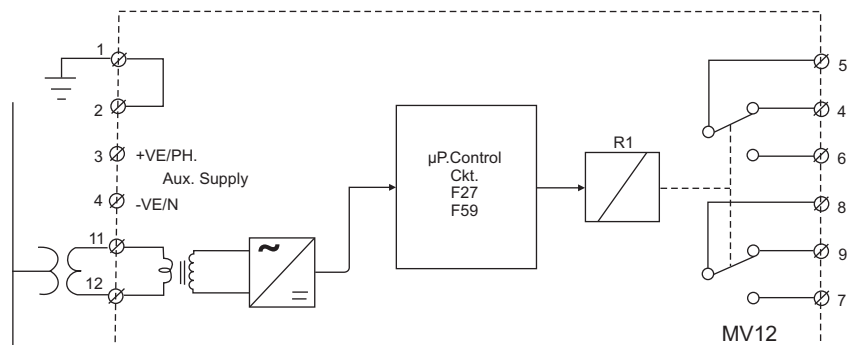 1
2
3 +VE/PH.
Aux. Supply
4 -VE/N
11
12
~
µP.Control
Ckt.
F27
F59
R1
5
4
6
8
9
7
MV12